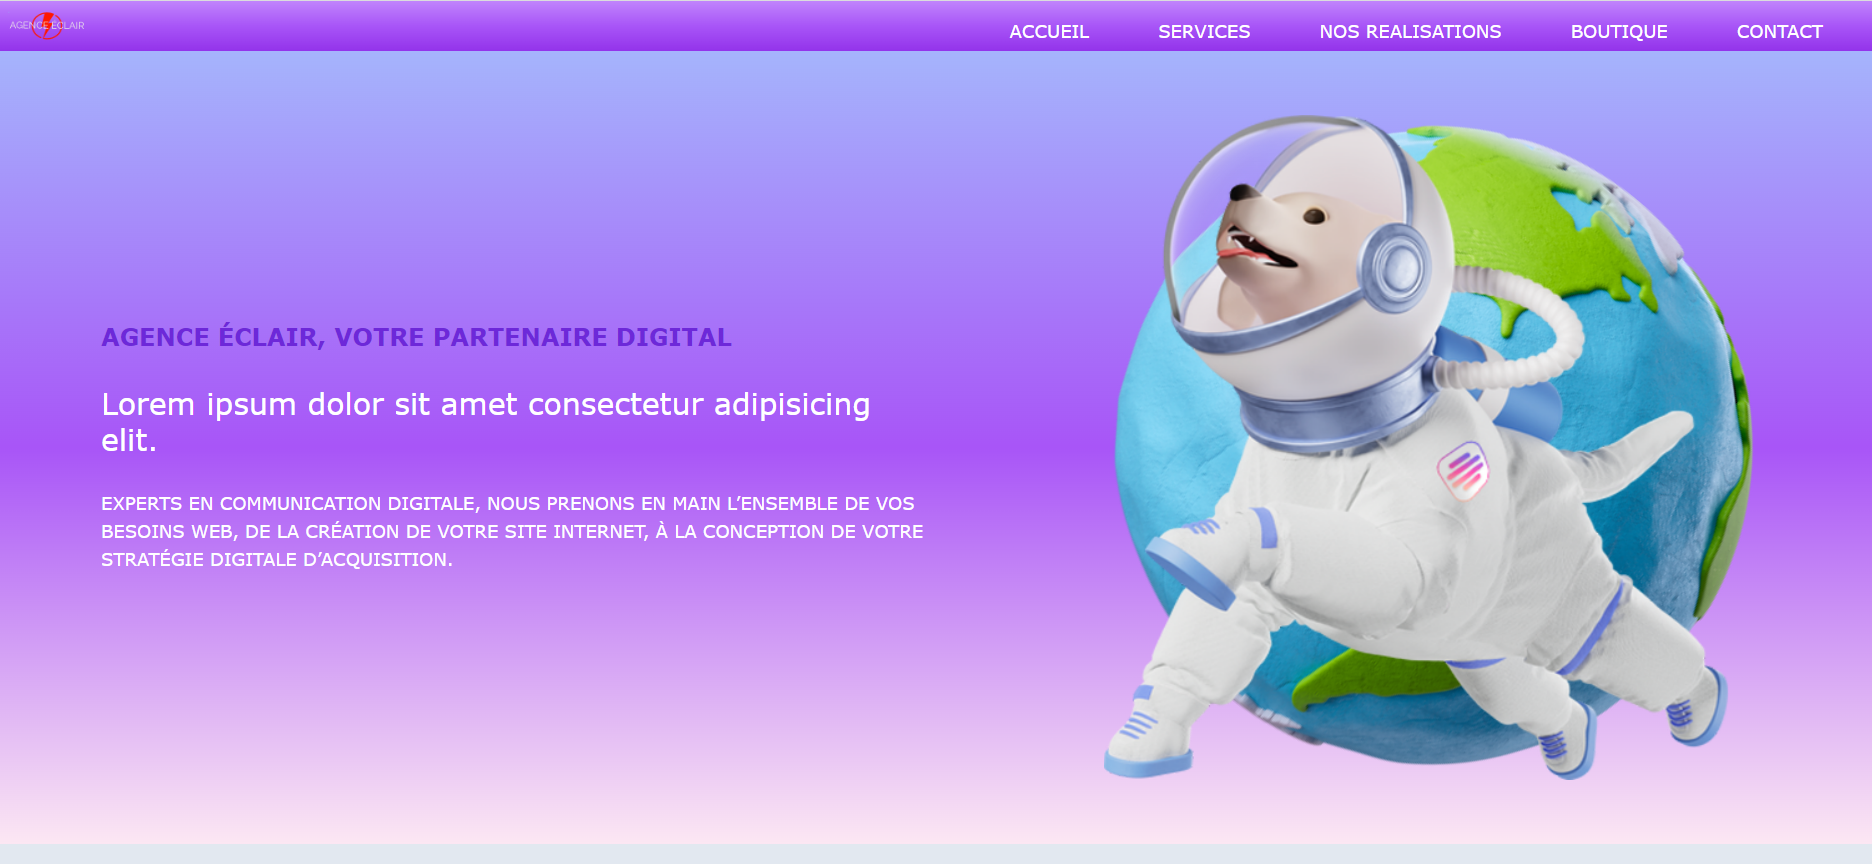 AGENCE ÉCLAIR
ACCUEIL SERVICES NOS REALISATIONS BOUTIQUE CONTACT
AGENCE ÉCLAIR, VOTRE PARTENAIRE DIGITAL
Lorem ipsum dolor sit amet consectetur adipisicing
elit.
EXPERTS EN COMMUNICATION DIGITALE, NOUS PRENONS EN MAIN L’ENSEMBLE DE VOS
BESOINS WEB, DE LA CRÉATION DE VOTRE SITE INTERNET, À LA CONCEPTION DE VOTRE
STRATÉGIE DIGITALE D’ACQUISITION.